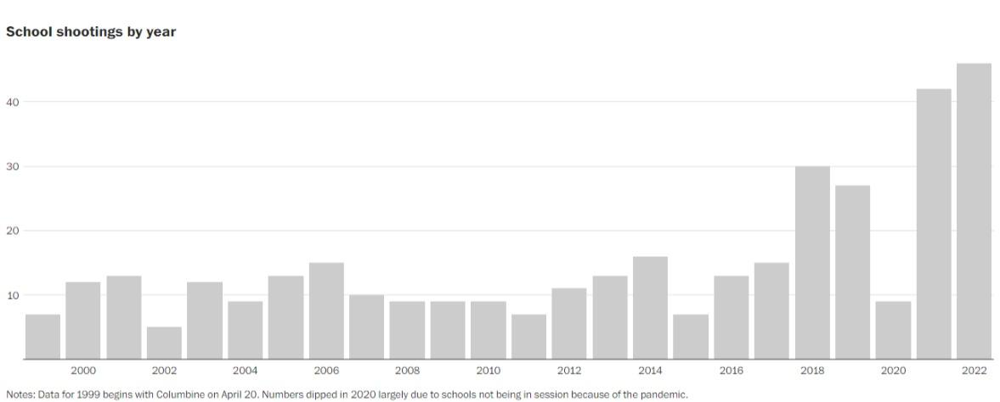 School shootings by year
40
30
20
10
2000 2002 2004 2006 2008 2010 2012 2014 2016 2018 2020 2022
Notes: Data for 1999 begins with Columbine on April 20. Numbers dipped in 2020 largely due to schools not being in session because of the pandemic.